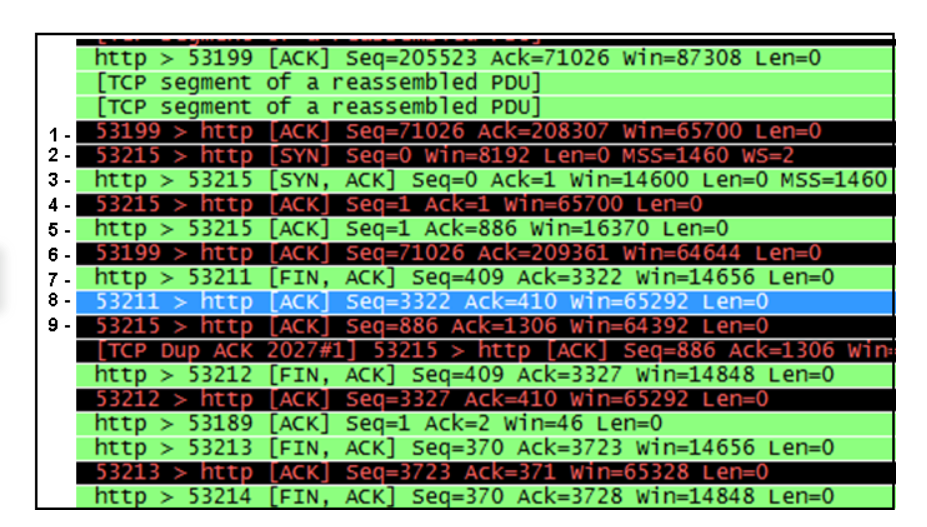 [TCP segment of a reassembled PDU]
http > 53199 [ACK] Seq=205523 Ack=71026 Win=87308 Len=0
[TCP segment of a reassembled PDU]
[TCP segment of a reassembled PDU]
1 - 53199 > http [ACK] Seq=71026 Ack=208307 Win=65700 Len=0
2 - 53215 > http [SYN] Seq=0 Win=8192 Len=0 MSS=1460 WS=2
3 - http > 53215 [SYN, ACK] Seq=0 Ack=1 Win=14600 Len=0 MSS=1460
4 - 53215 > http [ACK] Seq=1 Ack=1 Win=65700 Len=0
5 - http > 53215 [ACK] Seq=1 Ack=886 Win=16370 Len=0
6 - 53199 > http [ACK] Seq=71026 Ack=209361 Win=64644 Len=0
7 - http > 53211 [FIN, ACK] Seq=409 Ack=3322 Win=14656 Len=0
8 - 53211 > http [ACK] Seq=3322 Ack=410 Win=65292 Len=0
9 - 53215 > http [ACK] Seq=886 Ack=1306 Win=64392 Len=0
[TCP Dup ACK 2027#1] 53215 > http [ACK] Seq=886 Ack=1306 Win=
http > 53212 [FIN, ACK] Seq=409 Ack=3327 Win=14848 Len=0
53212 > http [ACK] Seq=3327 Ack=410 Win=65292 Len=0
http > 53189 [ACK] Seq=1 Ack=2 Win=46 Len=0
http > 53213 [FIN, ACK] Seq=370 Ack=3723 Win=14656 Len=0
53213 > http [ACK] Seq=3723 Ack=371 Win=65328 Len=0
http > 53214 [FIN, ACK] Seq=370 Ack=3728 Win=14848 Len=0